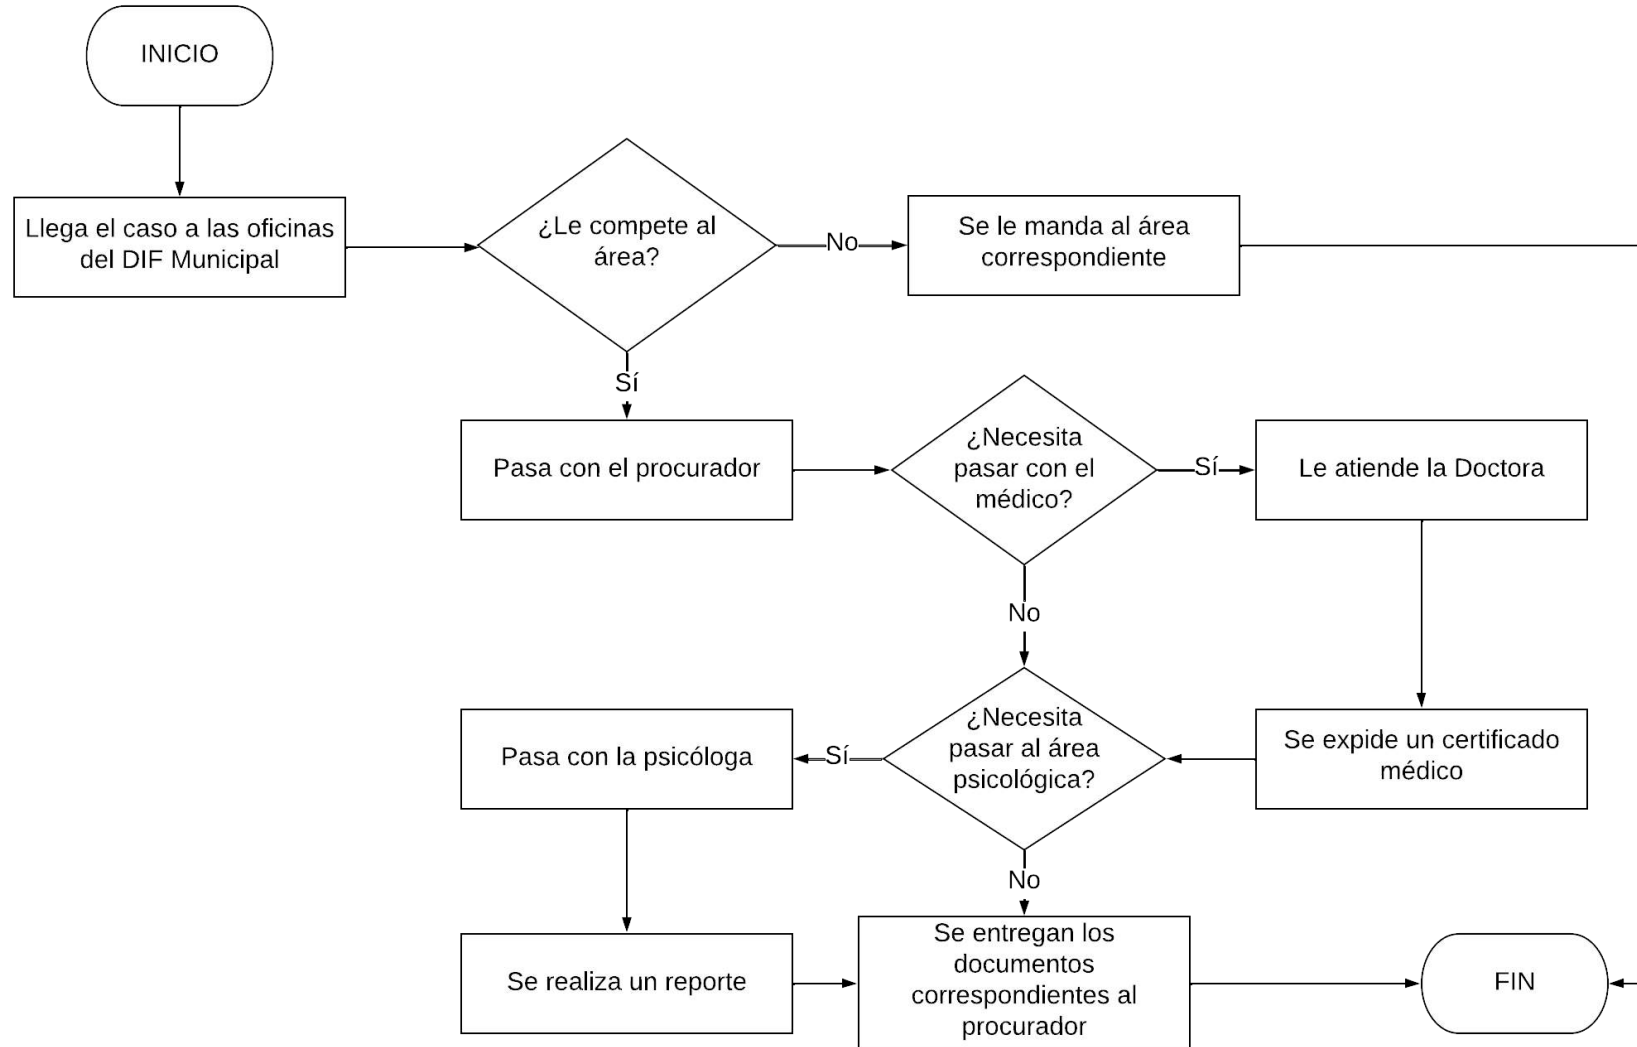 INICIO
Llega el caso a las oficinas
del DIF Municipal
¿Le compete al
área?
No
Se le manda al área
correspondiente
Sí
Pasa con el procurador
¿Necesita
pasar con el
médico?
Sí
Le atiende la Doctora
No
Se expide un certificado
médico
¿Necesita
pasar al área
psicológica?
Sí
Pasa con la psicóloga
No
Se realiza un reporte
Se entregan los
documentos
correspondientes al
procurador
FIN